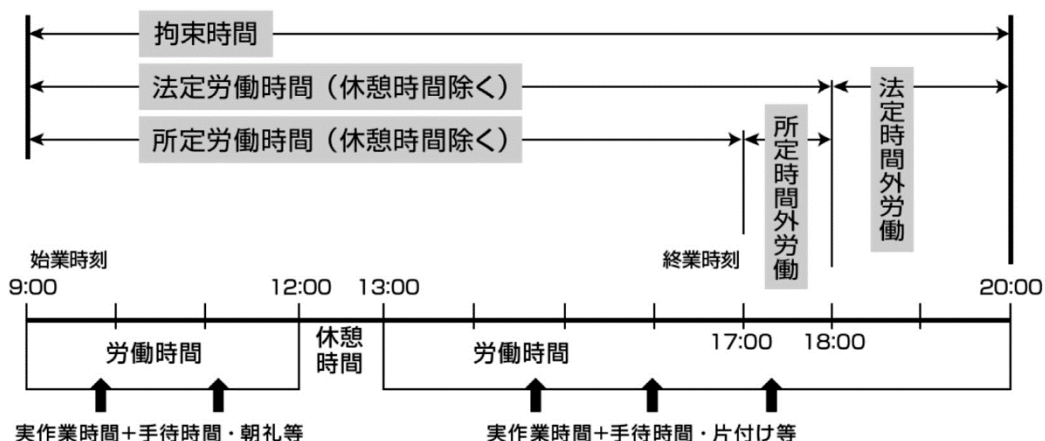 拘束時間
法定労働時間（休憩時間除く）
所定労働時間（休憩時間除く）
所定時間外労働
法定時間外労働
始業時刻
終業時刻
9:00
12:00
13:00
20:00
労働時間
休憩
時間
労働時間
17:00
18:00
実作業時間＋手待時間・朝礼等
実作業時間＋手待時間・片付け等